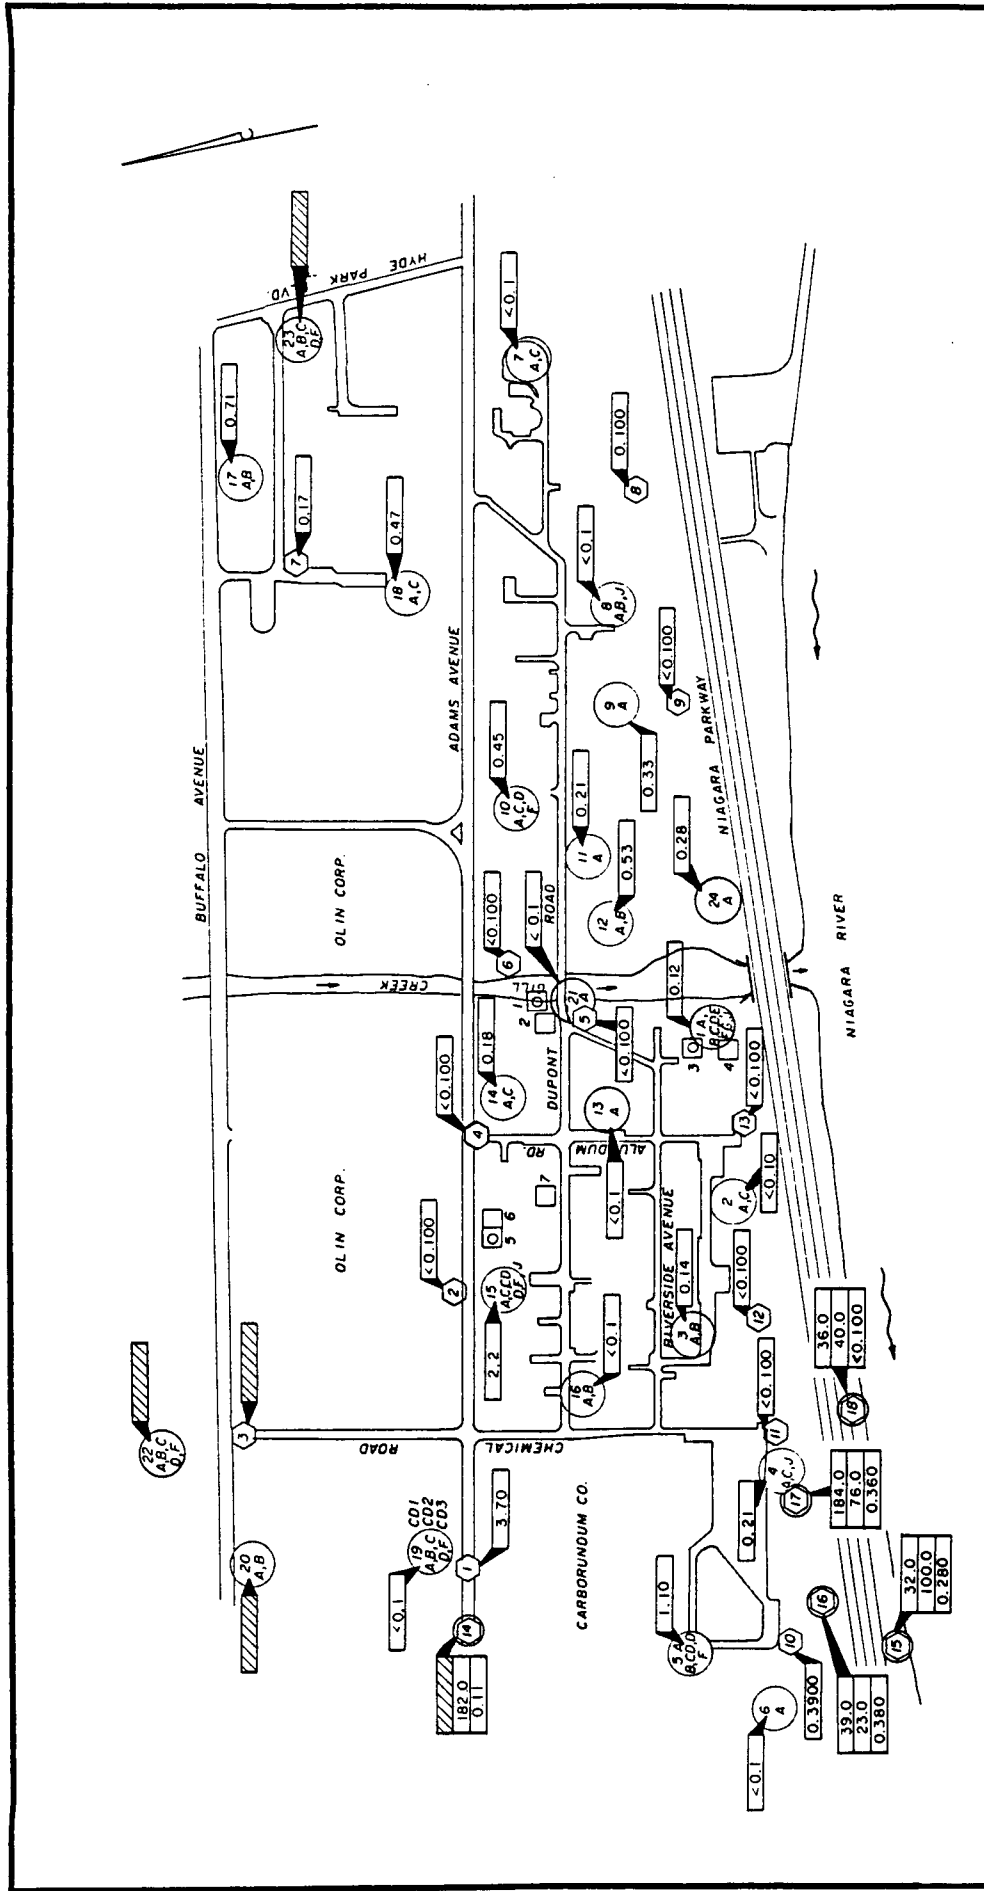 22
A,B,C
D,F
20
A,B
3
BUFFALO AVENUE
17
A,B
0.71
23
A,B,C
D,F
HYDE PARK
VD.
7
0.17
18
A,C
0.47
OLIN CORP.
OLIN CORP.
CREEK
GILL
ADAMS AVENUE
ROAD
CHEMICAL
19
A,B,C
D,F
CD1
CD2
CD3
<0.1
14
182.0
0.11
1
3.70
2
<0.100
4
<0.100
6
<0.100
14
A,C
0.18
15
A,C,CD
D,F,J
2.2
5
6
7
1
2
10
A,C,D
F
0.45
7
A,C
<0.1
CARBORUNDUM CO.
RD.
ALUNDUM
DUPONT
ROAD
21
A
<0.1
5
<0.100
16
A,B
<0.1
13
A
<0.1
11
A
0.21
12
A,B
0.53
9
A
0.33
8
A,B,J
<0.1
8
0.100
9
<0.100
RIVERSIDE AVENUE
3
A,B
0.14
1 A
B,CD,E
F,G,J
0.12
3
4
24
A
0.28
NIAGARA PARKWAY
5 A
B,CD,D
F
1.10
6
A
<0.1
10
0.3900
4
A,C,J
0.21
11
<0.100
12
<0.100
2
A,C
<0.10
13
<0.100
16
39.0
23.0
0.380
15
32.0
100.0
0.280
17
184.0
76.0
0.360
18
36.0
40.0
<0.100
NIAGARA RIVER